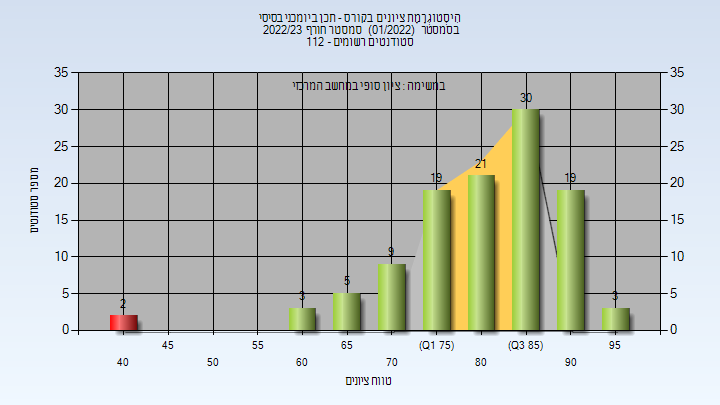 היסטוגרמת ציונים בקורס - תכן ביומכני בסיסי
בסמסטר (01/2022) סמסטר חורף 2022/23
סטודנטים רשומים - 112
במשימה : ציון סופי במחשב המרכזי
35 35
30 30 30
25 25
21
20 19 19 20
15 15
10 9 10
5 5 5
2 3 3
0 0
45 55 65 (Q1 75) (Q3 85) 95
40 50 60 70 80 90
מספר סטודנטים
טווח ציונים